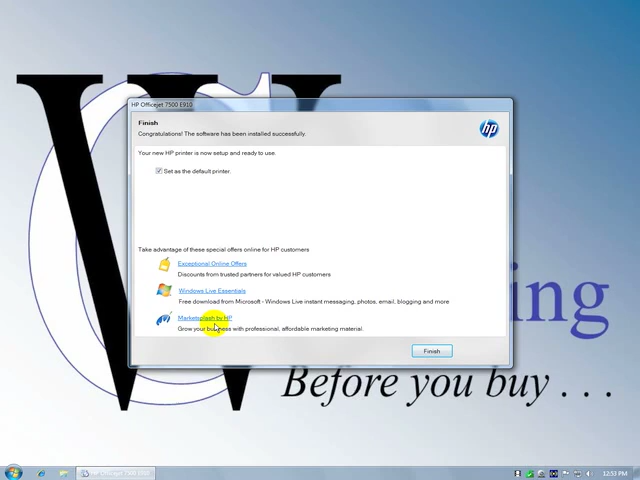 HP Officejet 7500 E910
Finish
Congratulations! The software has been installed successfully.
hp
Your new HP printer is now setup and ready to use.
Set as the default printer.
Take advantage of these special offers online for HP customers
Exceptional Online Offers
Discounts from trusted partners for valued HP customers
Windows Live Essentials
Free download from Microsoft - Windows Live instant messaging, photos, email, blogging and more
Marketsplash by HP
Grow your business with professional, affordable marketing material.
Finish
ing
Before you buy . . .
HP Officejet 7500 E910
12:53 PM